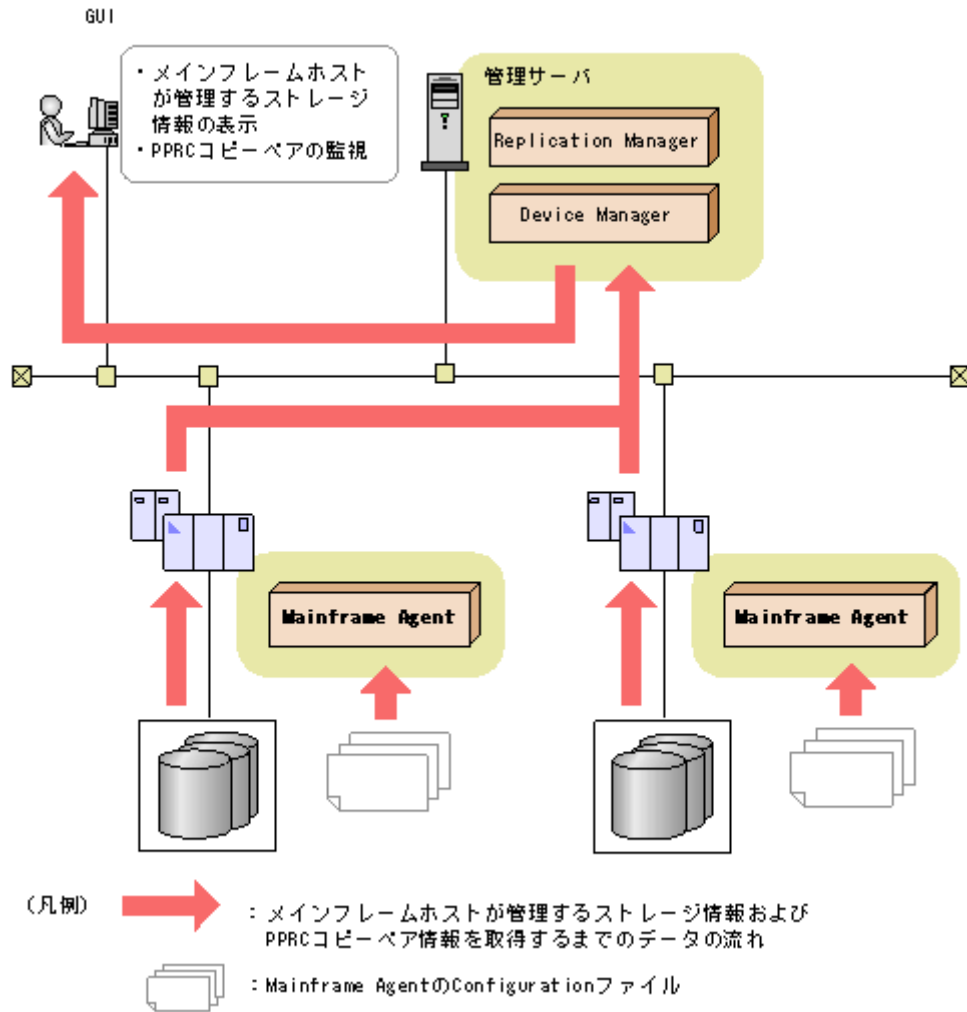 GUI
・メインフレームホスト
が管理するストレージ
情報の表示
・PPRCコピーペアの監視
管理サーバ
Replication Manager
Device Manager
Mainframe Agent
Mainframe Agent
(凡例)
：メインフレームホストが管理するストレージ情報および
PPRCコピーペア情報を取得するまでのデータの流れ
：Mainframe AgentのConfigurationファイル